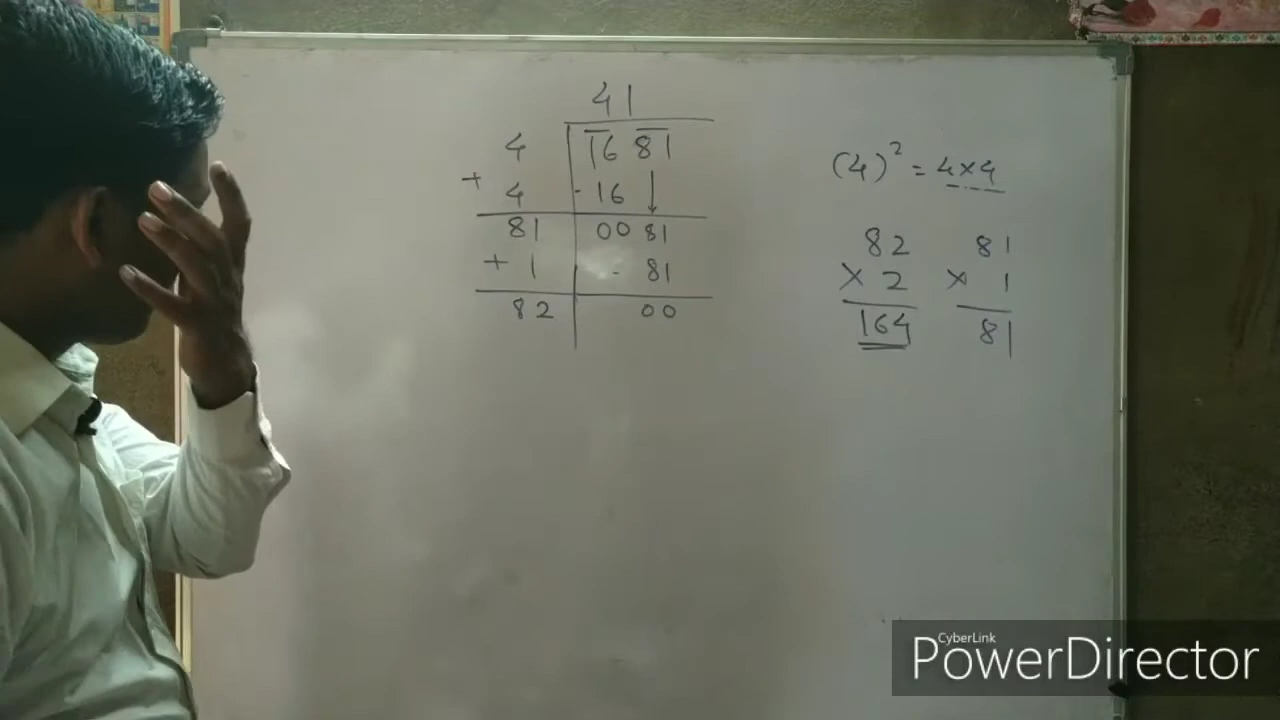 41
4 16 81
+ 4 - 16 ↓
81 00 81
+ 1 - 81
82 00
(4)² = 4×4
82 81
× 2 × 1
164 81
CyberLink
PowerDirector